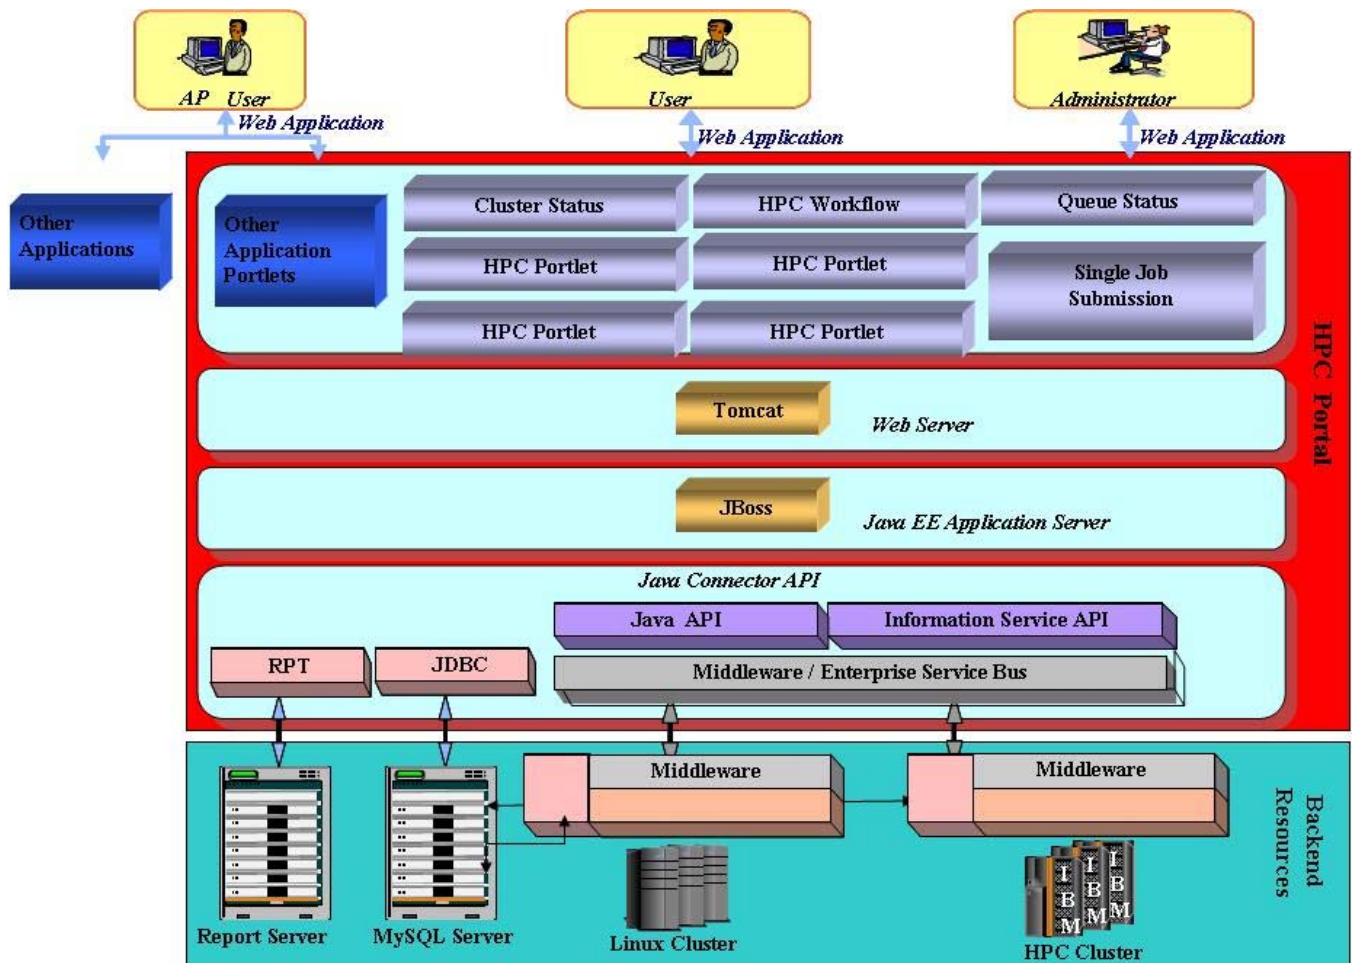 AP User
User
Administrator
Web Application
Web Application
Web Application
Other
Applications
Other
Application
Portlets
Cluster Status
HPC Workflow
Queue Status
HPC Portlet
HPC Portlet
Single Job
Submission
HPC Portlet
HPC Portlet
HPC Portal
Tomcat
Web Server
JBoss
Java EE Application Server
Java Connector API
Java API
Information Service API
RPT
JDBC
Middleware / Enterprise Service Bus
Middleware
Middleware
Backend
Resources
IBM
IBM
IBM
Report Server
MySQL Server
Linux Cluster
HPC Cluster